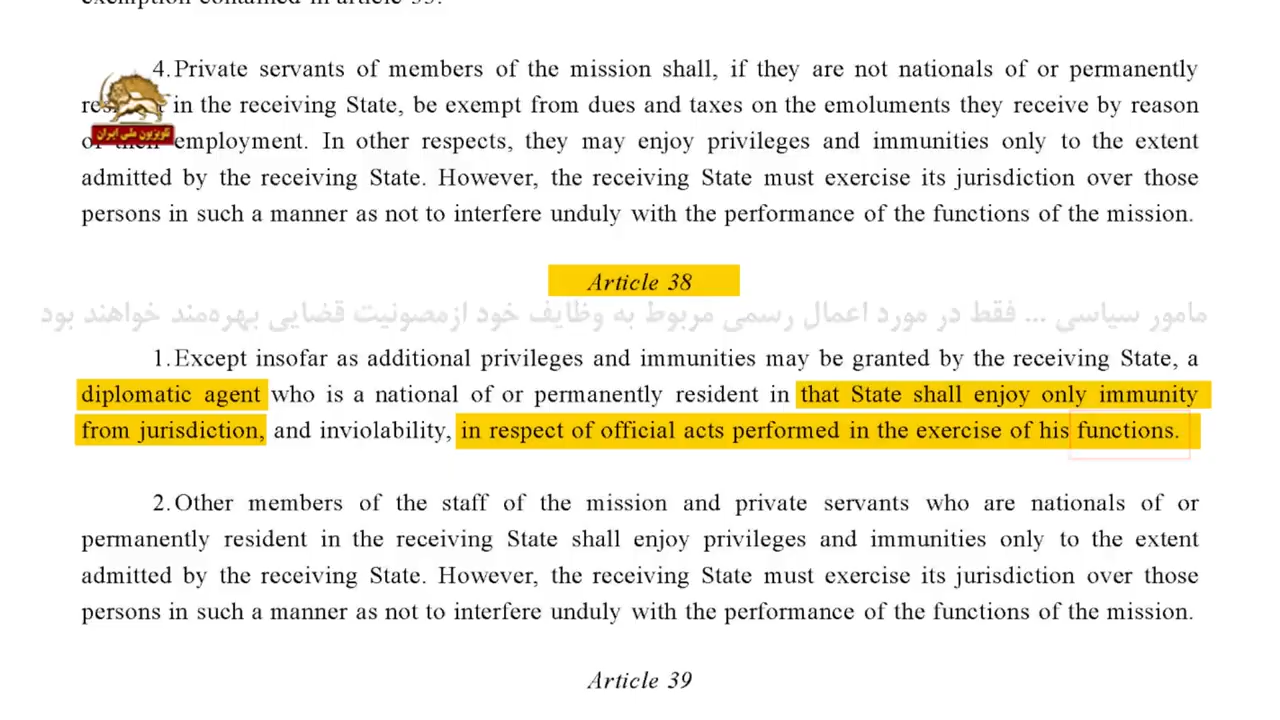 exemption contained in article 33.
4. Private servants of members of the mission shall, if they are not nationals of or permanently
in the receiving State, be exempt from dues and taxes on the emoluments they receive by reason
تلویزیون ملی ایران
of their employment. In other respects, they may enjoy privileges and immunities only to the extent
admitted by the receiving State. However, the receiving State must exercise its jurisdiction over those
persons in such a manner as not to interfere unduly with the performance of the functions of the mission.
Article 38
مامور سیاسی ... فقط در مورد اعمال رسمی مربوط به وظایف خود ازمصونیت قضایی بهره‌مند خواهند بود
1. Except insofar as additional privileges and immunities may be granted by the receiving State, a
diplomatic agent who is a national of or permanently resident in that State shall enjoy only immunity
from jurisdiction, and inviolability, in respect of official acts performed in the exercise of his functions.
2. Other members of the staff of the mission and private servants who are nationals of or
permanently resident in the receiving State shall enjoy privileges and immunities only to the extent
admitted by the receiving State. However, the receiving State must exercise its jurisdiction over those
persons in such a manner as not to interfere unduly with the performance of the functions of the mission.
Article 39